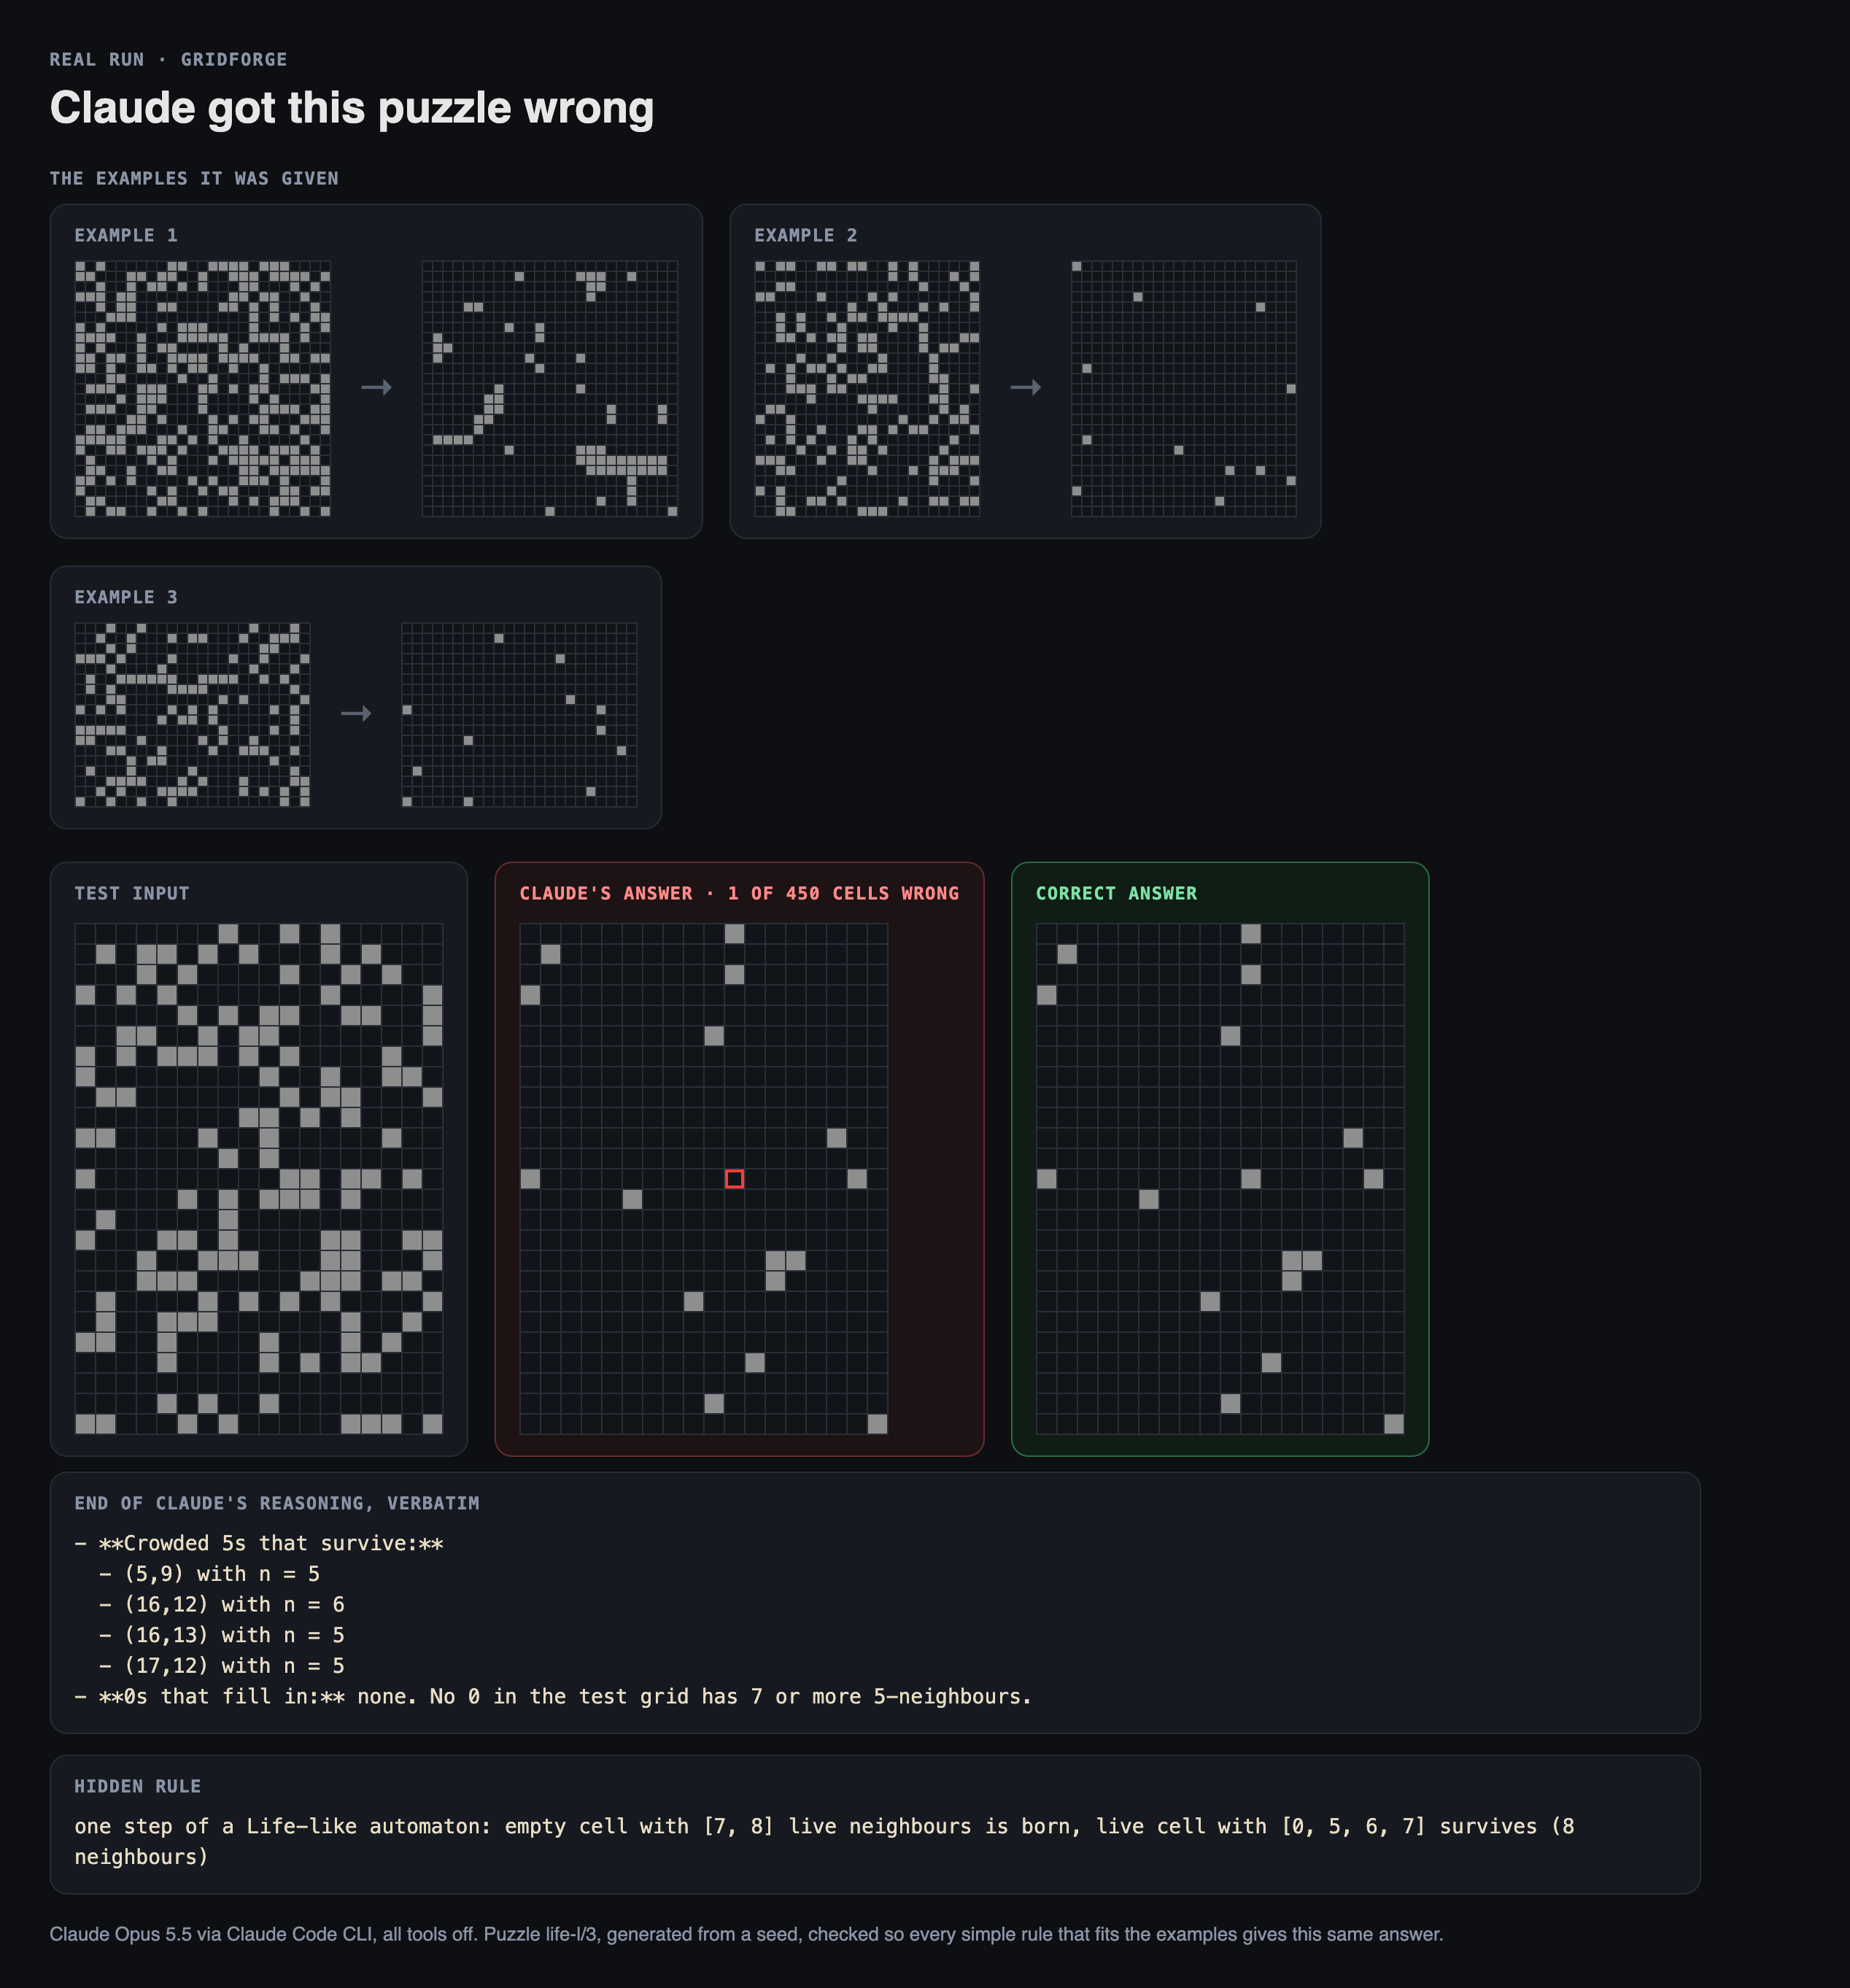 REAL RUN · GRIDFORGE
Claude got this puzzle wrong
THE EXAMPLES IT WAS GIVEN
EXAMPLE 1
EXAMPLE 2
EXAMPLE 3
TEST INPUT
CLAUDE'S ANSWER · 1 OF 450 CELLS WRONG
CORRECT ANSWER
END OF CLAUDE'S REASONING, VERBATIM
- **Crowded 5s that survive:**
- (5,9) with n = 5
- (16,12) with n = 6
- (16,13) with n = 5
- (17,12) with n = 5
- **0s that fill in:** none. No 0 in the test grid has 7 or more 5-neighbours.
HIDDEN RULE
one step of a Life-like automaton: empty cell with [7, 8] live neighbours is born, live cell with [0, 5, 6, 7] survives (8
neighbours)
Claude Opus 5.5 via Claude Code CLI, all tools off. Puzzle life-l/3, generated from a seed, checked so every simple rule that fits the examples gives this same answer.